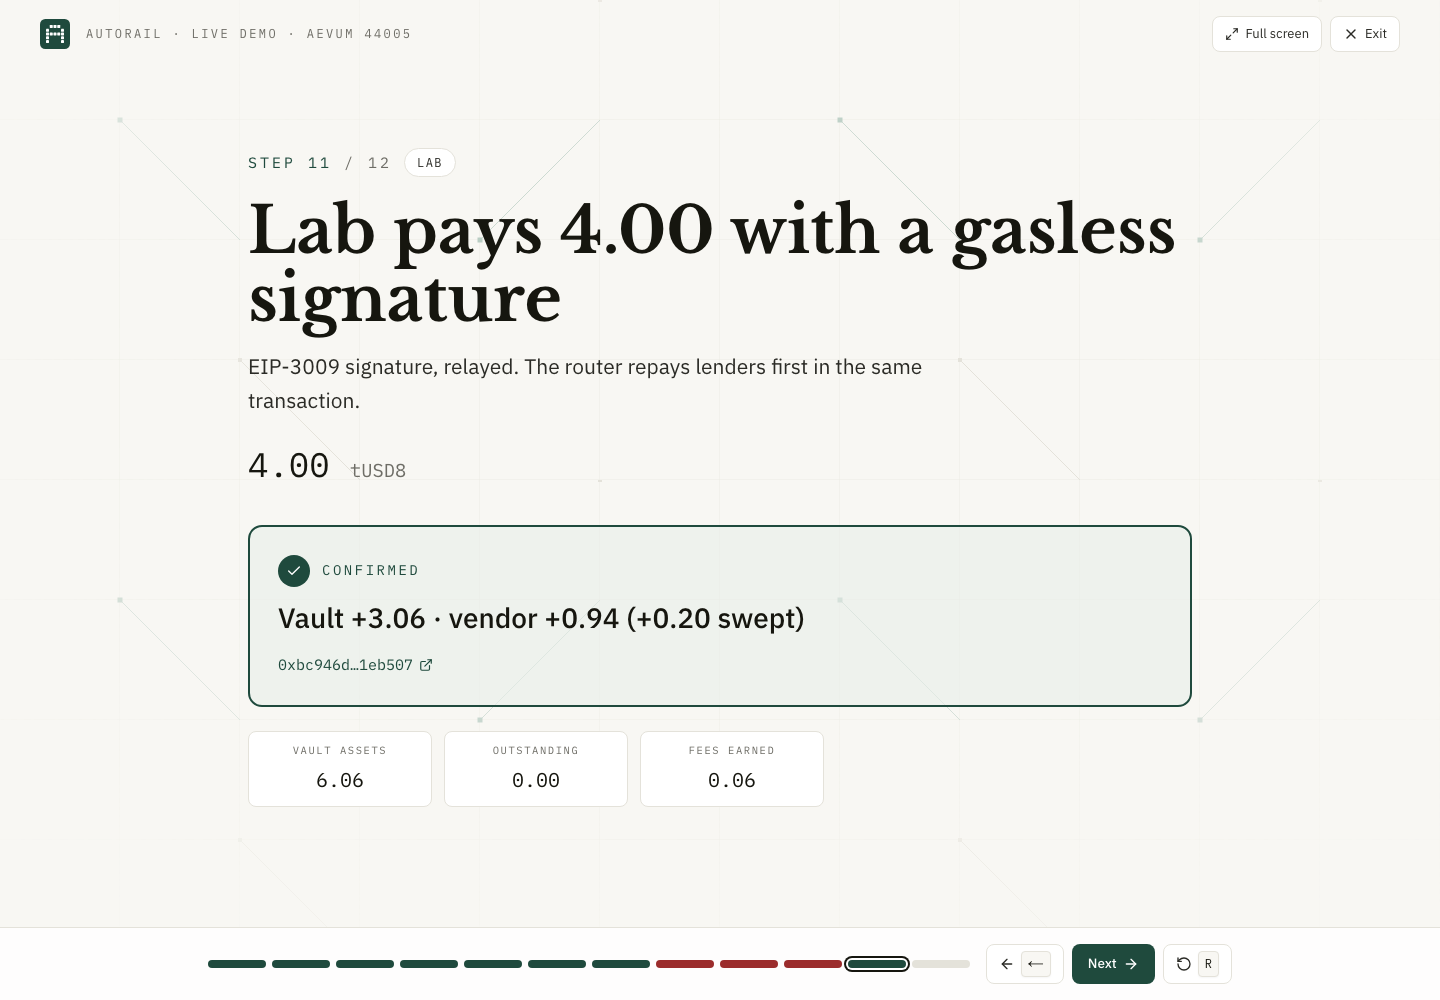 AUTORAIL · LIVE DEMO · AEVUM 44005
Full screen
Exit
STEP 11 / 12
LAB
Lab pays 4.00 with a gasless
signature
EIP-3009 signature, relayed. The router repays lenders first in the same
transaction.
4.00 tUSD8
CONFIRMED
Vault +3.06 · vendor +0.94 (+0.20 swept)
0xbc946d…1eb507
VAULT ASSETS
6.06
OUTSTANDING
0.00
FEES EARNED
0.06
← ←
Next →
R